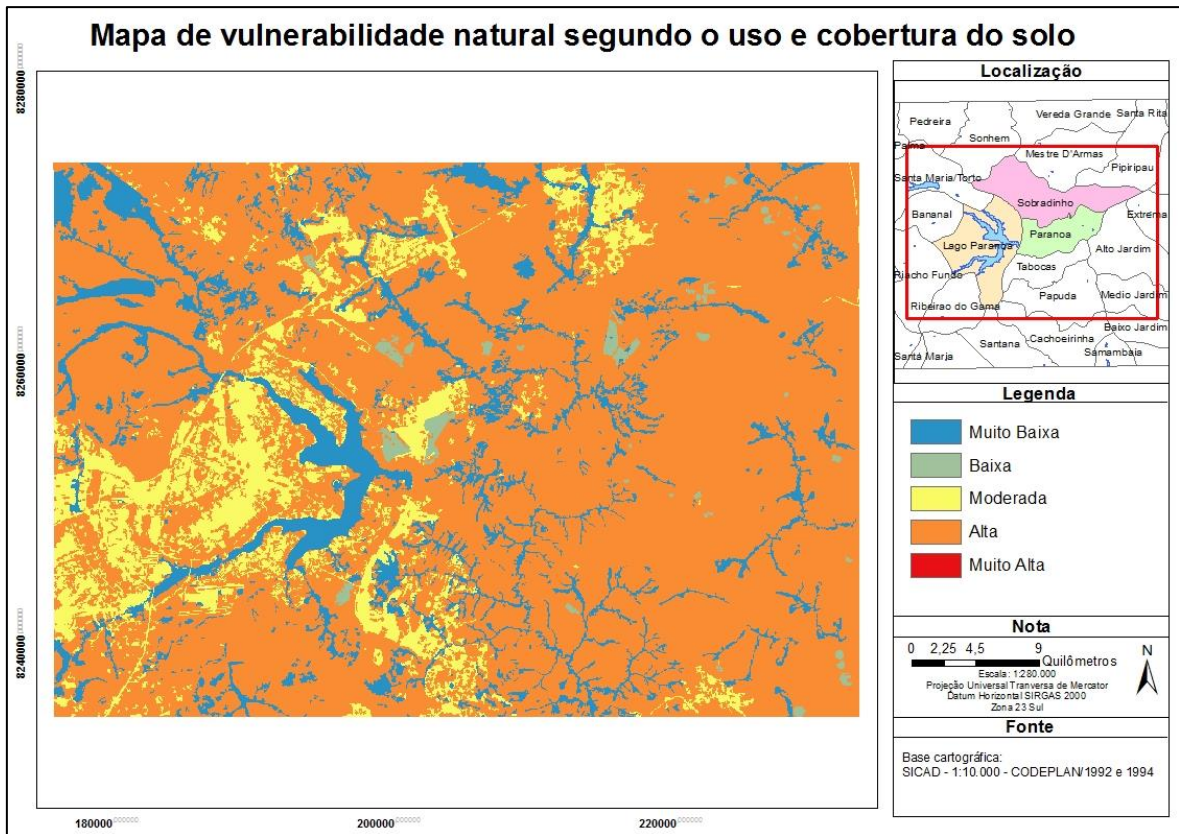 Mapa de vulnerabilidade natural segundo o uso e cobertura do solo
8280000
8260000
8240000
180000
200000
220000
Localização
Pedreira
Sonhem
Vereda Grande
Santa Rita
Palma
Mestre D'Armas
Pipiripau
Santa Maria/Torto
Sobradinho
Bananal
Extrema
Paranoa
Lago Paranoa
Alto Jardim
Tabocas
Riacho Fundo
Papuda
Medio Jardim
Ribeirao do Gama
Baixo Jardim
Cachoeirinha
Santana
Samambaia
Santa Maria
Legenda
Muito Baixa
Baixa
Moderada
Alta
Muito Alta
Nota
0 2,25 4,5 9
Quilômetros
N
Escala: 1:280.000
Projeção Universal Tranversa de Mercator
Datum Horizontal SIRGAS 2000
Zona 23 Sul
Fonte
Base cartográfica:
SICAD - 1:10.000 - CODEPLAN/1992 e 1994